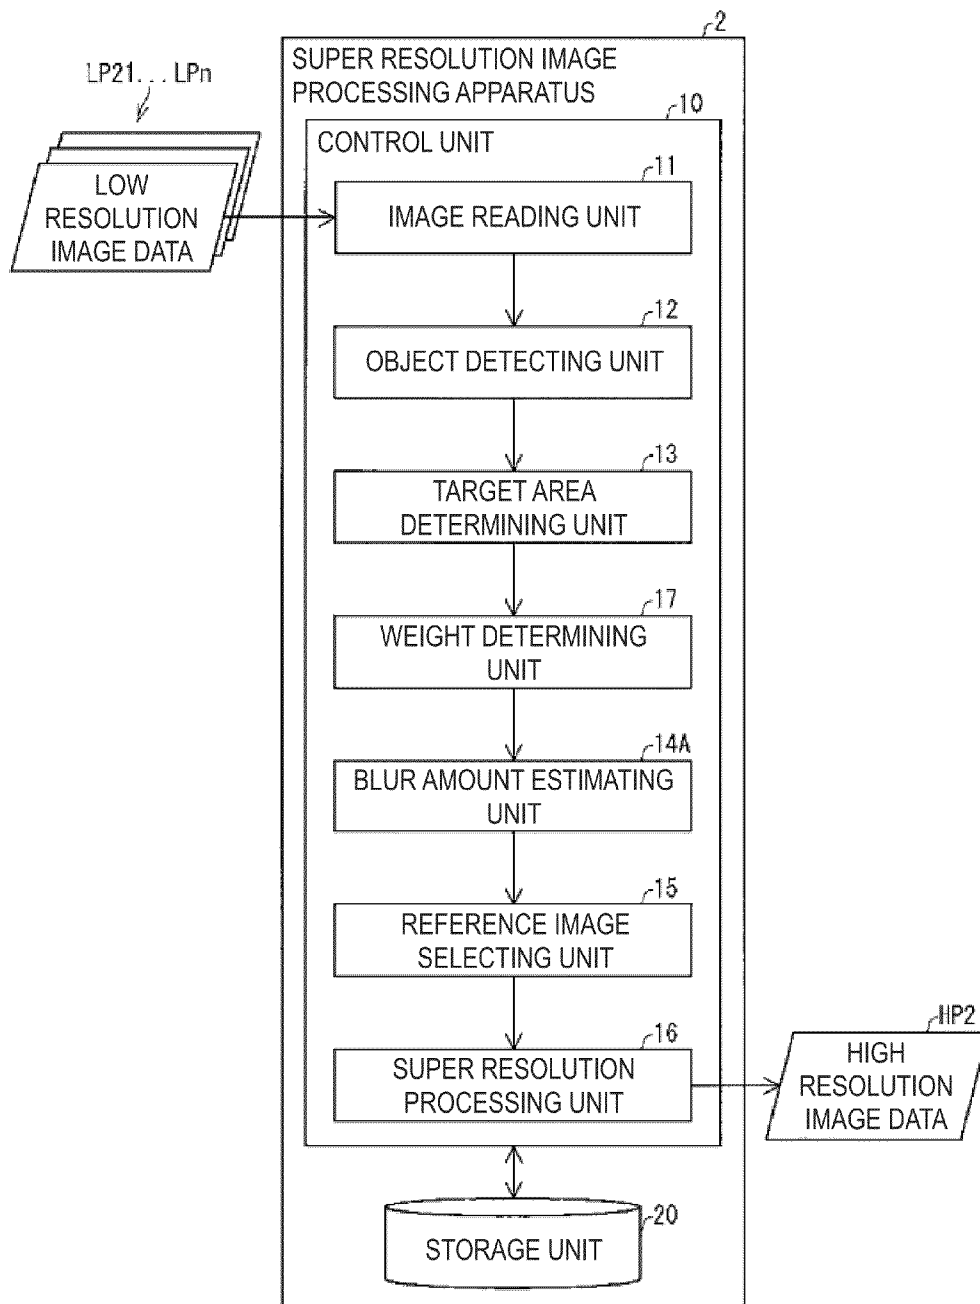 2
SUPER RESOLUTION IMAGE
PROCESSING APPARATUS
LP21... LPn
10
CONTROL UNIT
LOW
RESOLUTION
IMAGE DATA
11
IMAGE READING UNIT
12
OBJECT DETECTING UNIT
13
TARGET AREA
DETERMINING UNIT
17
WEIGHT DETERMINING
UNIT
14A
BLUR AMOUNT ESTIMATING
UNIT
15
REFERENCE IMAGE
SELECTING UNIT
16
SUPER RESOLUTION
PROCESSING UNIT
HP2
HIGH
RESOLUTION
IMAGE DATA
20
STORAGE UNIT